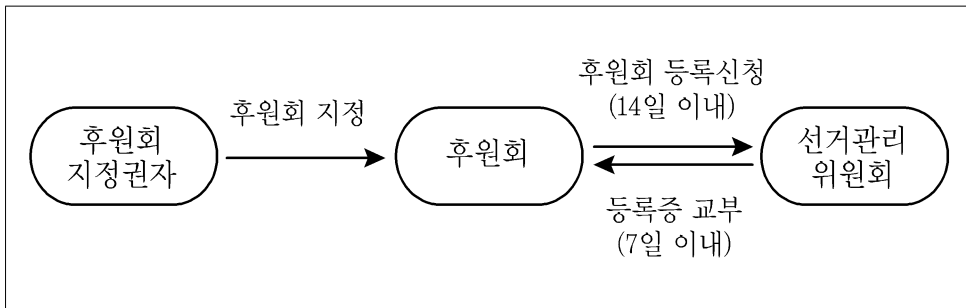 후원회
지정권자
후원회 지정
후원회
후원회 등록신청
(14일 이내)
등록증 교부
(7일 이내)
선거관리
위원회